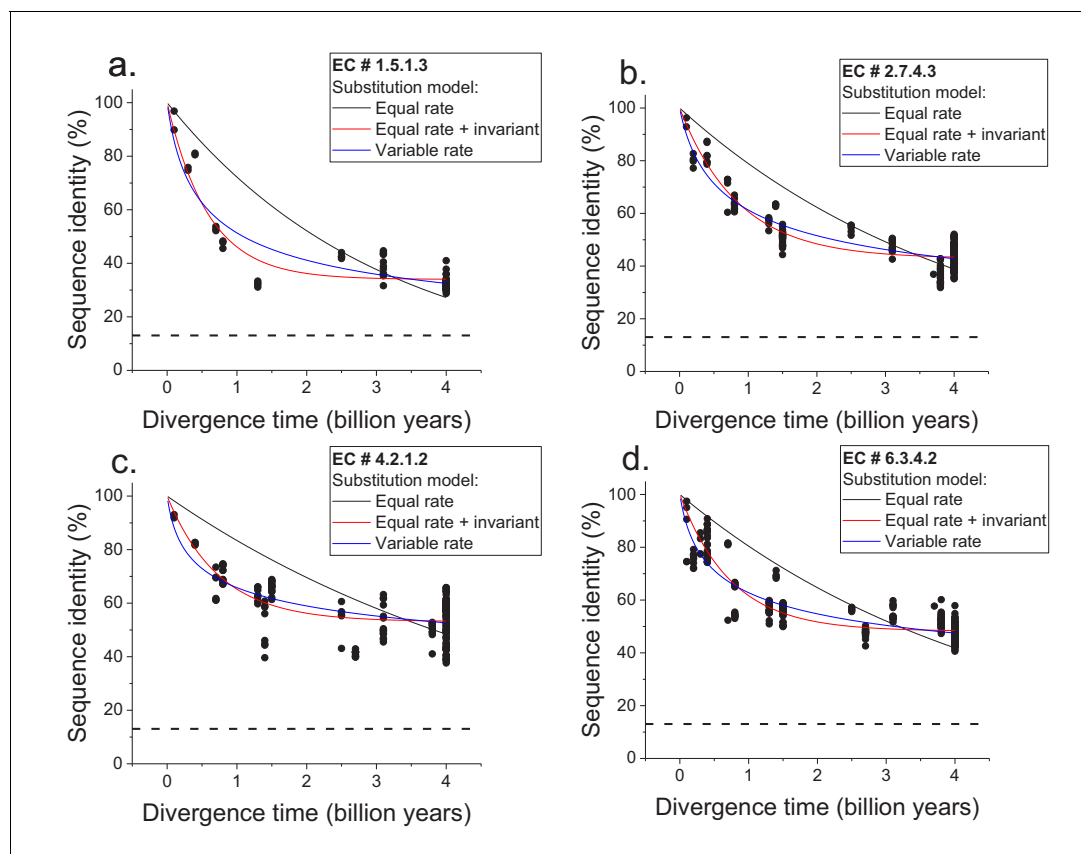 a.
EC # 1.5.1.3
Substitution model:
Equal rate
Equal rate + invariant
Variable rate
Sequence identity (%)
100
80
60
40
20
0
0 1 2 3 4
Divergence time (billion years)
b.
EC # 2.7.4.3
Substitution model:
Equal rate
Equal rate + invariant
Variable rate
Sequence identity (%)
100
80
60
40
20
0
0 1 2 3 4
Divergence time (billion years)
c.
EC # 4.2.1.2
Substitution model:
Equal rate
Equal rate + invariant
Variable rate
Sequence identity (%)
100
80
60
40
20
0
0 1 2 3 4
Divergence time (billion years)
d.
EC # 6.3.4.2
Substitution model:
Equal rate
Equal rate + invariant
Variable rate
Sequence identity (%)
100
80
60
40
20
0
0 1 2 3 4
Divergence time (billion years)